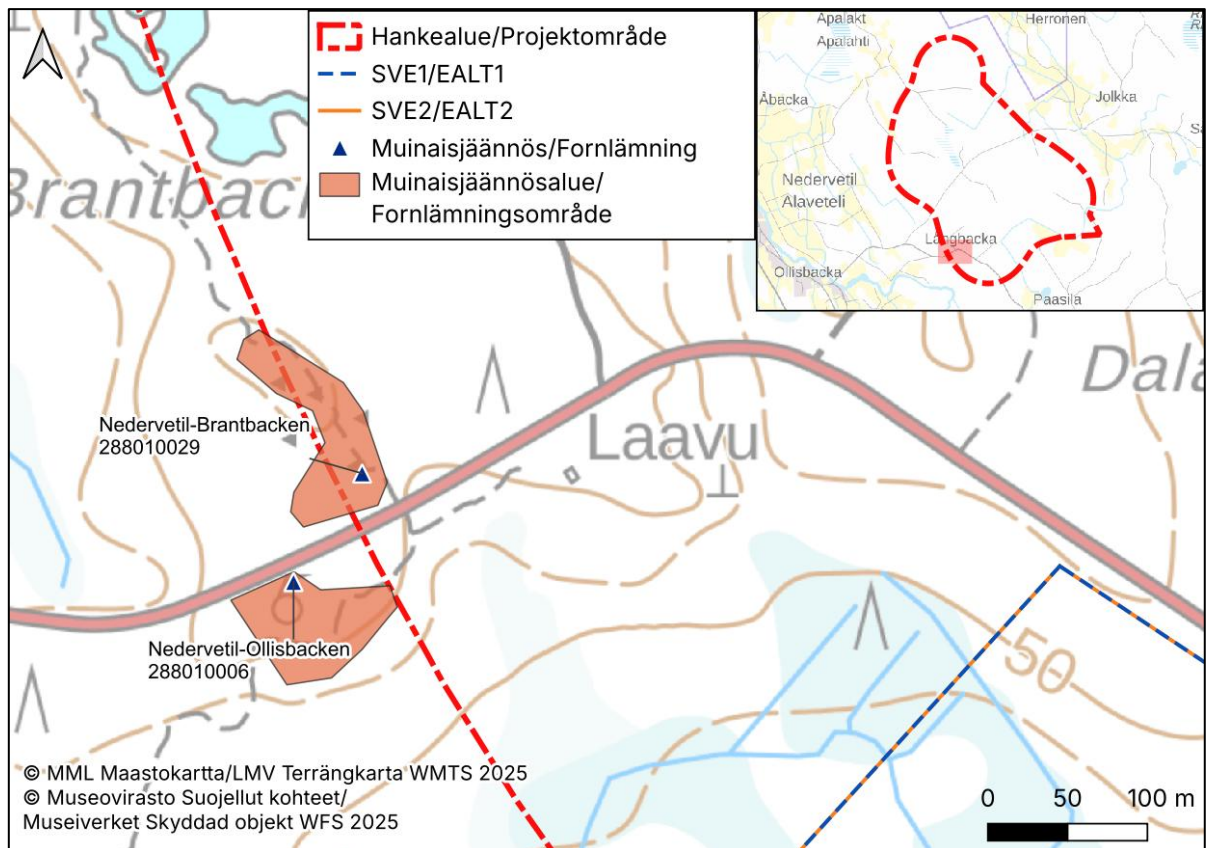 Hankealue/Projektområde
SVE1/EALT1
SVE2/EALT2
Muinaisjäännös/Fornlämning
Muinaisjäännösalue/
Fornlämningsområde
Apalakt
Apalahti
Herronen
Åbacka
Jolkka
Nedervetil
Alaveteli
Långbacka
Ollisbacka
Paasila
Nedervetil-Brantbacken
288010029
Laavu
Nedervetil-Ollisbacken
288010006
50
© MML Maastokartta/LMV Terrängkarta WMTS 2025
© Museovirasto Suojellut kohteet/
Museiverket Skyddad objekt WFS 2025
0 50 100 m